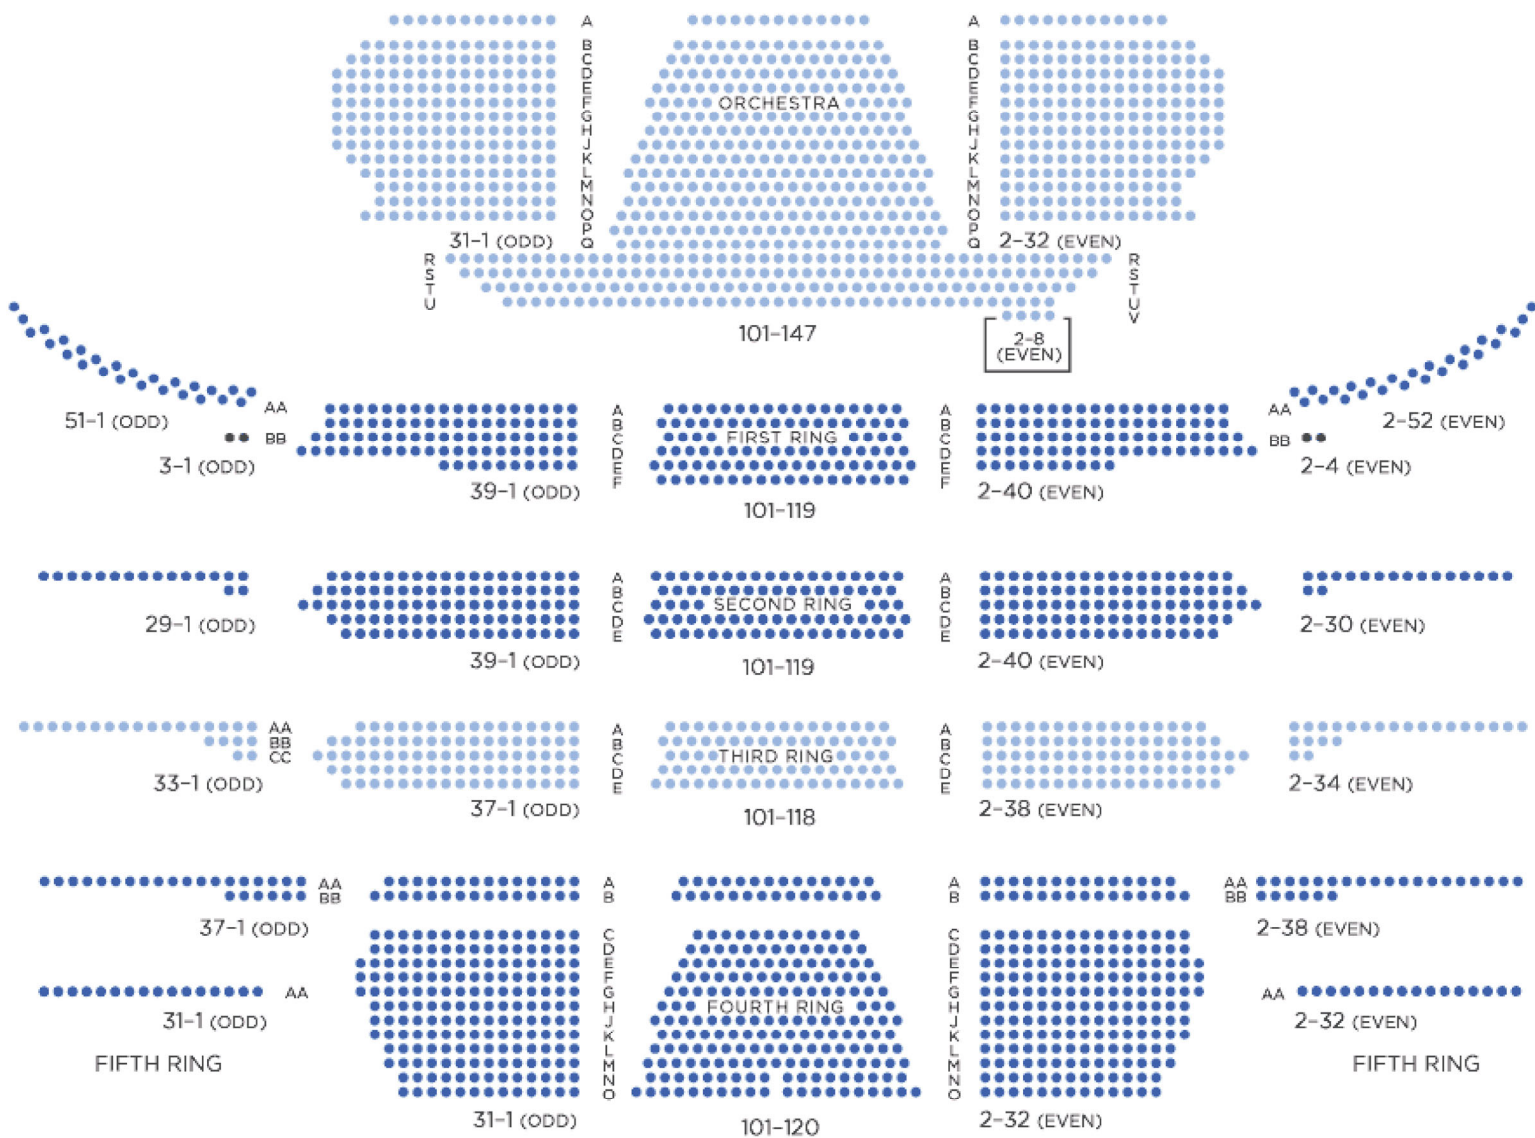 A A
B B
C C
D D
E E
F ORCHESTRA F
G G
H H
J J
K K
L L
M M
N N
O O
P P
31-1 (ODD) Q Q 2-32 (EVEN)
R R
S S
T T
U U
V
101-147
2-8
(EVEN)
AA A A AA
51-1 (ODD) B B 2-52 (EVEN)
BB C FIRST RING C BB
D D
3-1 (ODD) E E 2-4 (EVEN)
F F
39-1 (ODD) 2-40 (EVEN)
101-119
A A
B B
C SECOND RING C
29-1 (ODD) D D 2-30 (EVEN)
E E
39-1 (ODD) 2-40 (EVEN)
101-119
AA A A
BB B B
CC C THIRD RING C
D D
33-1 (ODD) E E 2-34 (EVEN)
37-1 (ODD) 2-38 (EVEN)
101-118
AA A A AA
BB B B BB
37-1 (ODD) 2-38 (EVEN)
C C
D D
E E
F F
AA G G AA
H FOURTH RING H
31-1 (ODD) J J 2-32 (EVEN)
K K
L L
FIFTH RING M M FIFTH RING
N N
O O
31-1 (ODD) 2-32 (EVEN)
101-120